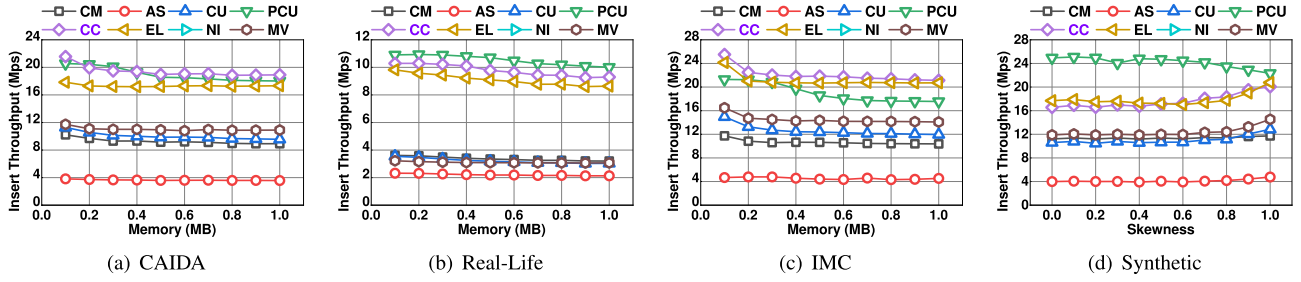 CM AS CU PCU
CC EL NI MV
Insert Throughput (Mps)
24
20
16
12
8
4
0
0.0 0.2 0.4 0.6 0.8 1.0
Memory (MB)
(a) CAIDA
CM AS CU PCU
CC EL NI MV
Insert Throughput (Mps)
12
10
8
6
4
2
0
0.0 0.2 0.4 0.6 0.8 1.0
Memory (MB)
(b) Real-Life
CM AS CU PCU
CC EL NI MV
Insert Throughput (Mps)
28
24
20
16
12
8
4
0
0.0 0.2 0.4 0.6 0.8 1.0
Memory (MB)
(c) IMC
CM AS CU PCU
CC EL NI MV
Insert Throughput (Mps)
28
24
20
16
12
8
4
0
0.0 0.2 0.4 0.6 0.8 1.0
Skewness
(d) Synthetic